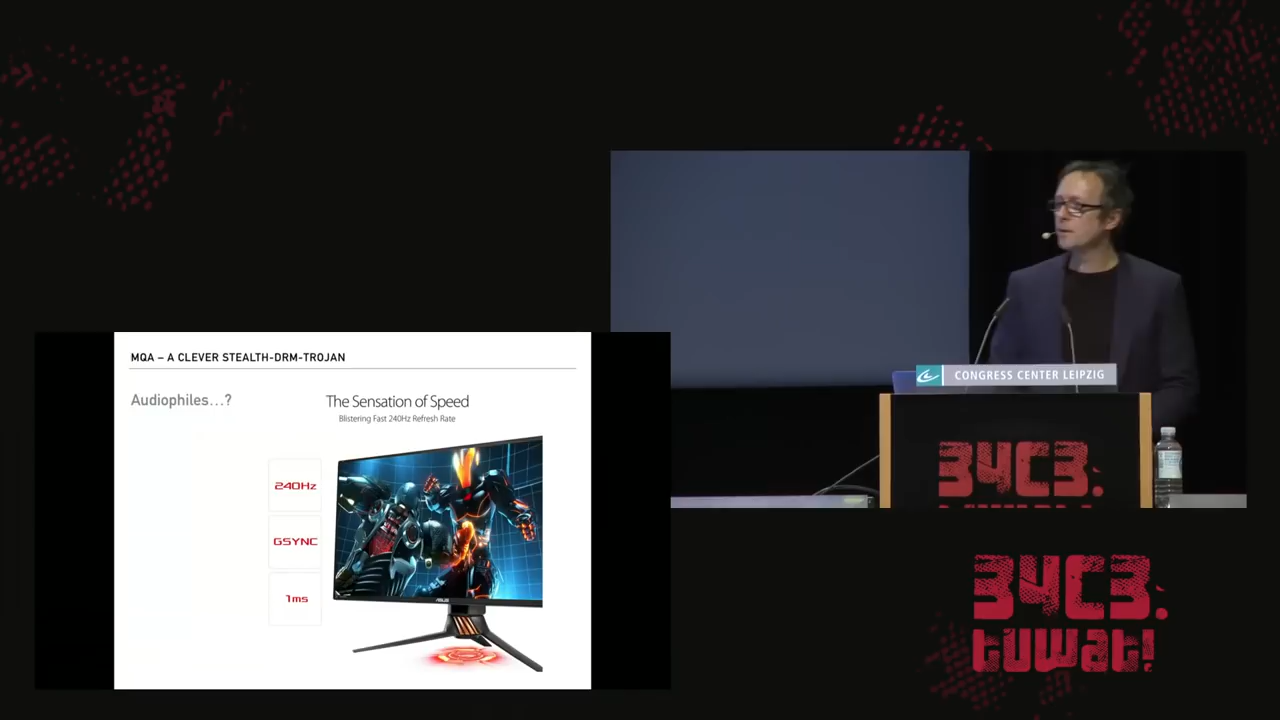 MQA – A CLEVER STEALTH-DRM-TROJAN
Audiophiles...?
The Sensation of Speed
Blistering Fast 240Hz Refresh Rate
240Hz
GSYNC
1ms
ASUS
CONGRESS CENTER LEIPZIG
34C3.
34C3.
tuwat!